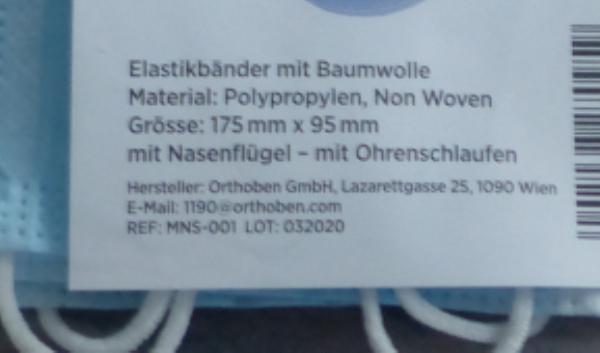 Elastikbänder mit Baumwolle
Material: Polypropylen, Non Woven
Grösse: 175 mm x 95 mm
mit Nasenflügel – mit Ohrenschlaufen
Hersteller: Orthoben GmbH, Lazarettgasse 25, 1090 Wien
E-Mail: 1190@orthoben.com
REF: MNS-001 LOT: 032020